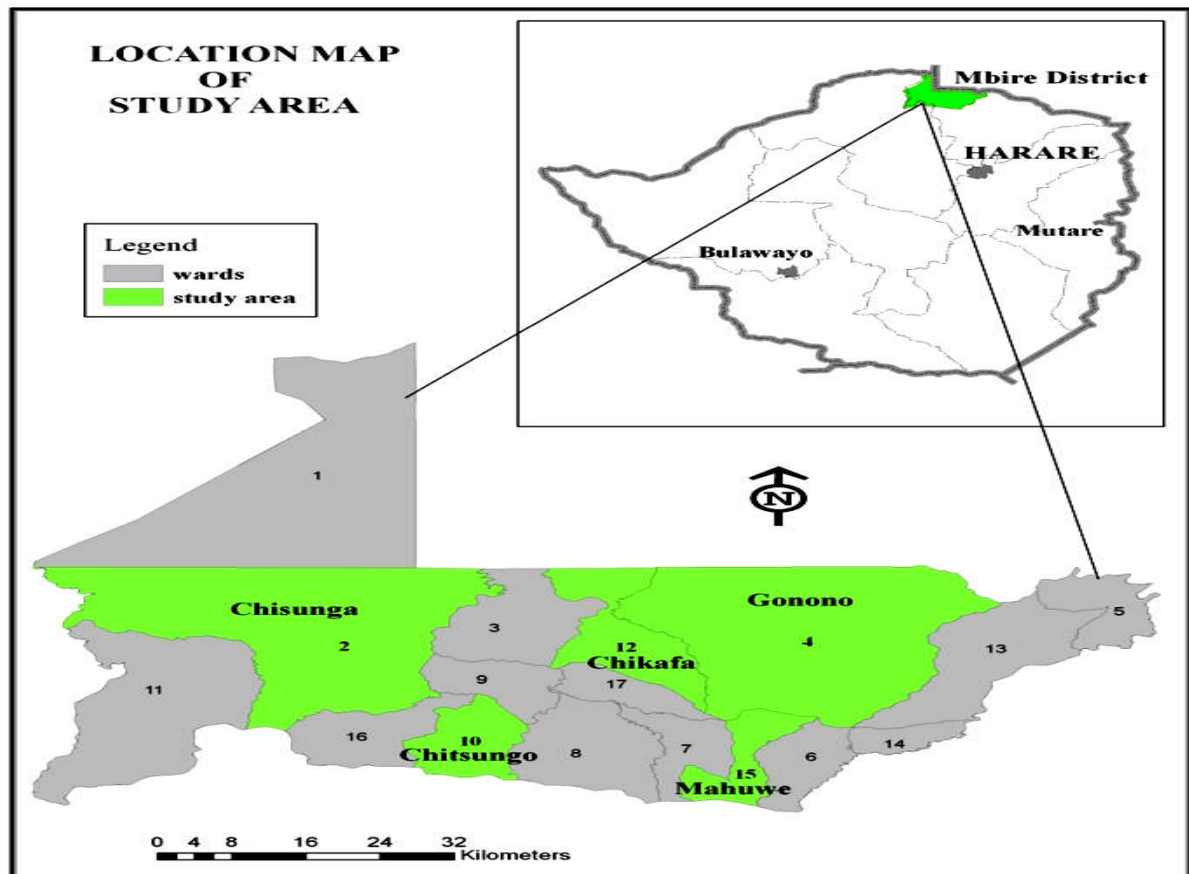 LOCATION MAP
OF
STUDY AREA
Mbire District
HARARE
Mutare
Bulawayo
Legend
wards
study area
1
N
Chisunga
Gonono
5
3
12
4
2
13
Chikafa
11
9
17
16
10
8
7
6
14
Chitsungo
15
Mahuwe
0 4 8 16 24 32
Kilometers